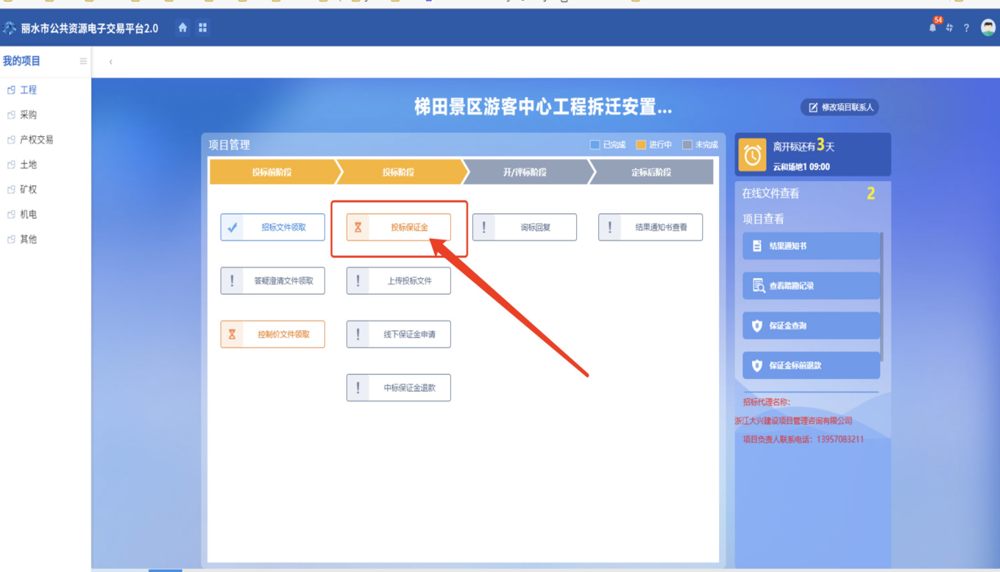 丽水市公共资源电子交易平台2.0
54
?
我的项目
工程
采购
产权交易
土地
矿权
机电
其他
梯田景区游客中心工程拆迁安置...
修改项目联系人
项目管理
已完成 进行中 未完成
投标前阶段 投标阶段 开/评标阶段 定标后阶段
招标文件领取 投标保证金 ! 询标回复 ! 结果通知书查看
! 答疑澄清文件领取 ! 上传投标文件
控制价文件领取 ! 线下保证金申请
! 中标保证金退款
离开标还有3天
云和场地1 09:00
在线文件查看 2
项目查看
结果通知书
查看踏勘记录
保证金查询
保证金标前退款
招标代理名称:
浙江大兴建设项目管理咨询有限公司
项目负责人联系电话: 13957083211